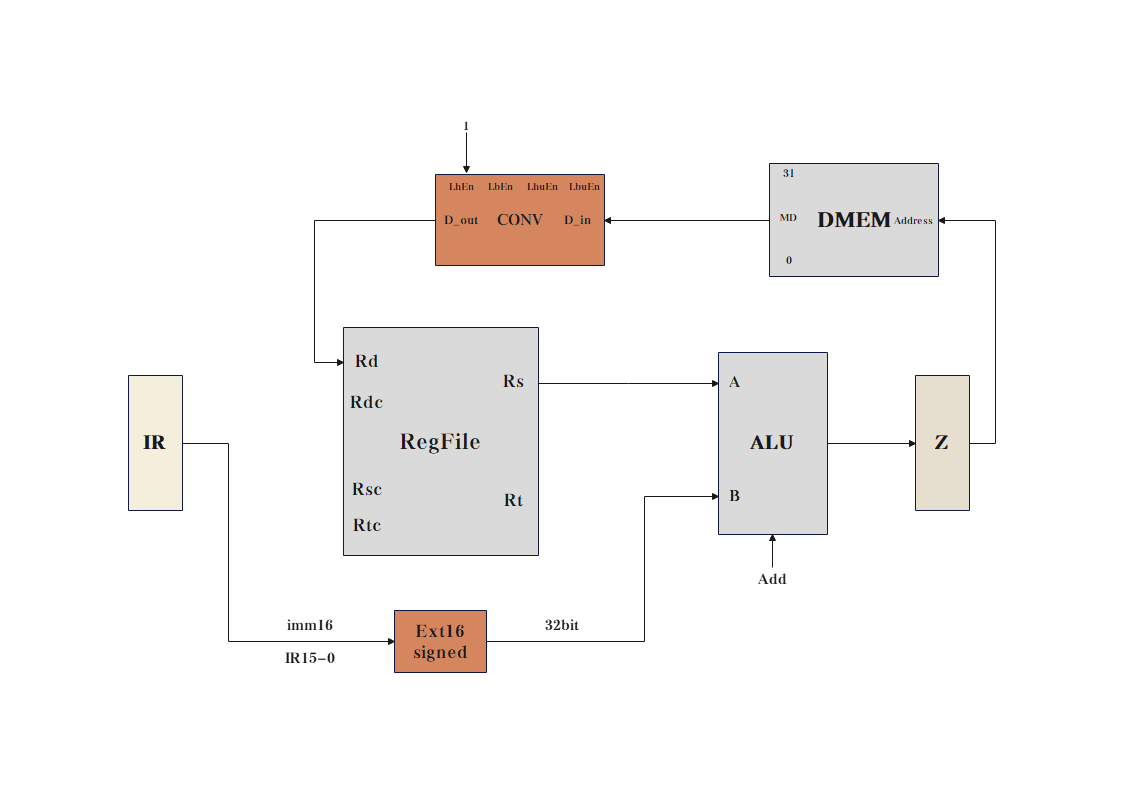 1
LhEn LbEn LhuEn LbuEn
D_out CONV D_in
31
MD DMEM Address
0
Rd
Rs
Rdc
RegFile
Rsc
Rt
Rtc
IR
A
ALU
B
Z
Add
imm16
IR15-0
Ext16
signed
32bit